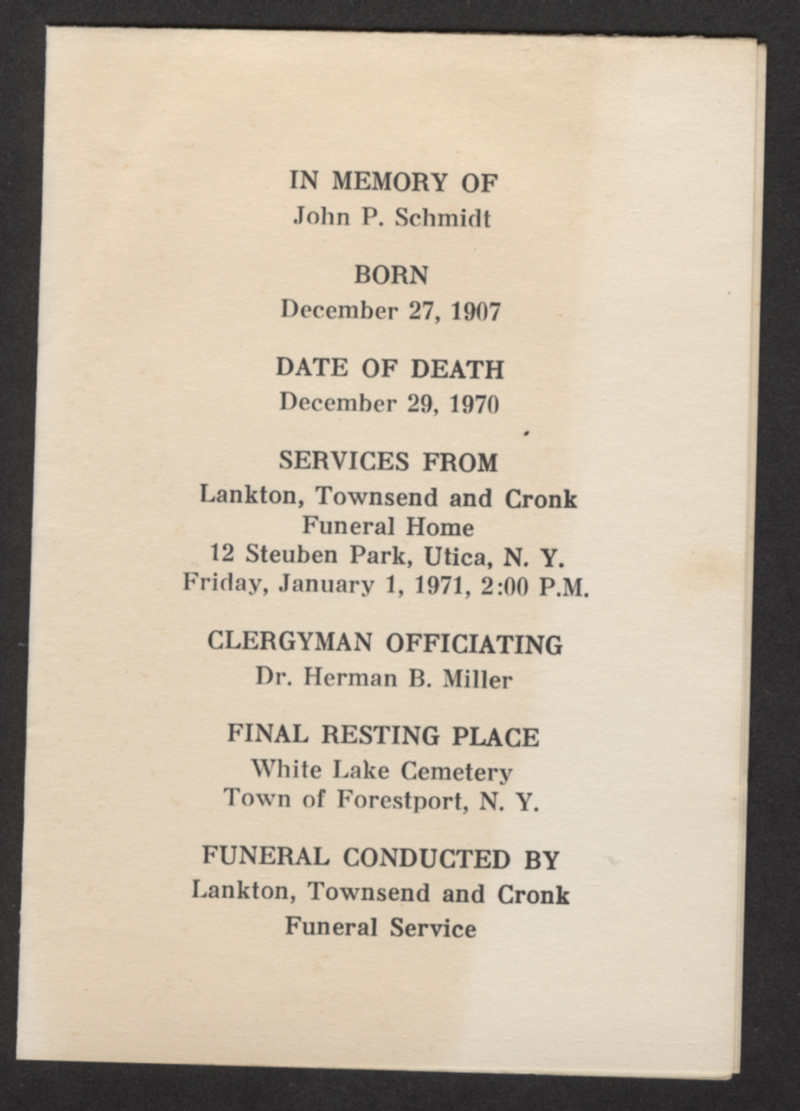 IN MEMORY OF
John P. Schmidt
BORN
December 27, 1907
DATE OF DEATH
December 29, 1970
SERVICES FROM
Lankton, Townsend and Cronk
Funeral Home
12 Steuben Park, Utica, N. Y.
Friday, January 1, 1971, 2:00 P.M.
CLERGYMAN OFFICIATING
Dr. Herman B. Miller
FINAL RESTING PLACE
White Lake Cemetery
Town of Forestport, N. Y.
FUNERAL CONDUCTED BY
Lankton, Townsend and Cronk
Funeral Service